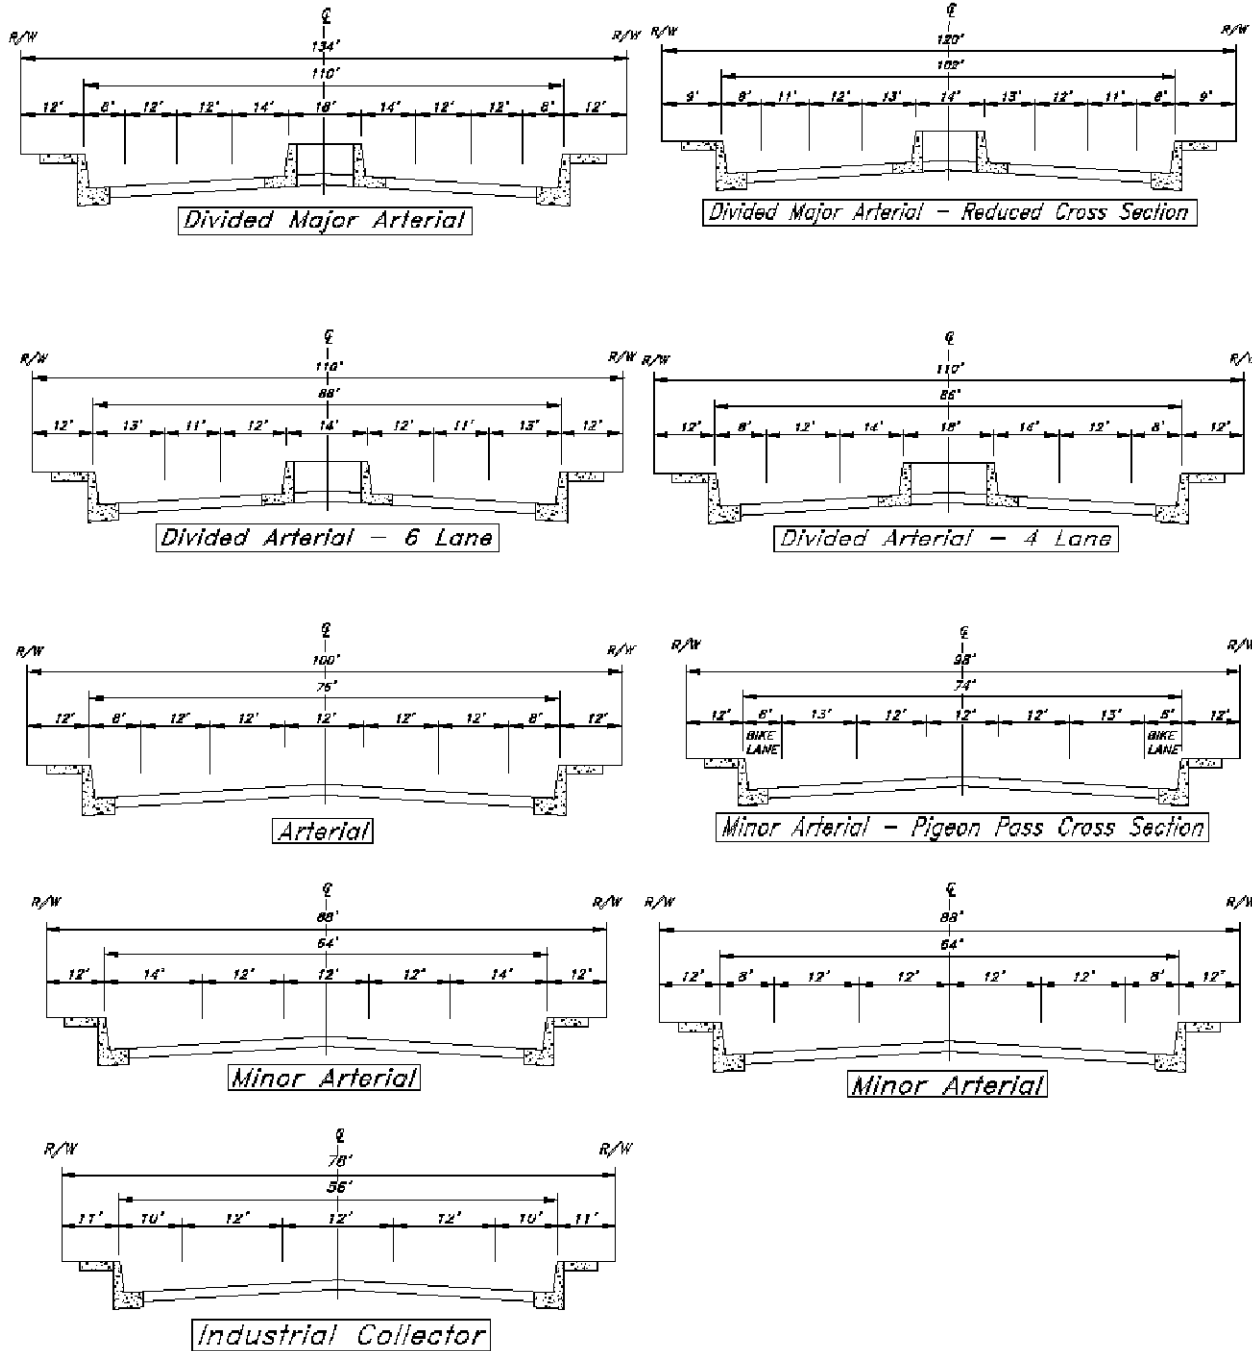 ℄
R/W R/W
134'
110'
12' 8' 12' 12' 14' 18' 14' 12' 12' 8' 12'
Divided Major Arterial
℄
R/W R/W
120'
102'
9' 8' 11' 12' 13' 14' 13' 12' 11' 8' 9'
Divided Major Arterial - Reduced Cross Section
℄
R/W R/W
110'
86'
12' 13' 11' 12' 14' 12' 11' 13' 12'
Divided Arterial - 6 Lane
℄
R/W R/W
110'
86'
12' 8' 12' 14' 18' 14' 12' 8' 12'
Divided Arterial - 4 Lane
℄
R/W R/W
100'
76'
12' 8' 12' 12' 12' 12' 12' 8' 12'
Arterial
℄
R/W R/W
98'
74'
12' 6' 13' 12' 12' 12' 13' 6' 12'
BIKE LANE
BIKE LANE
Minor Arterial - Pigeon Pass Cross Section
℄
R/W R/W
88'
64'
12' 14' 12' 12' 12' 14' 12'
Minor Arterial
℄
R/W R/W
88'
64'
12' 8' 12' 12' 12' 12' 8' 12'
Minor Arterial
℄
R/W R/W
78'
56'
11' 10' 12' 12' 12' 10' 11'
Industrial Collector